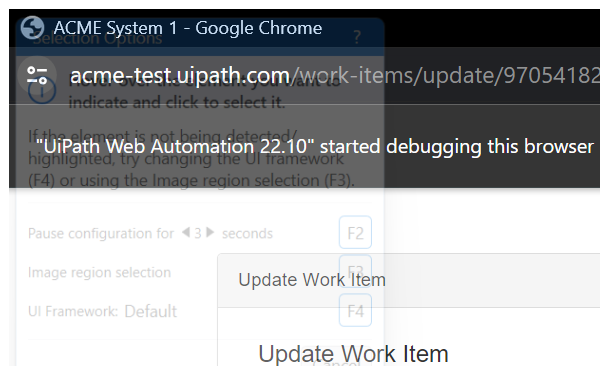 ACME System 1 - Google Chrome
Selection Options ?
acme-test.uipath.com/work-items/update/97054182
Hover over the element you want to
indicate and click to select it.
If the element is not being detected/
"UiPath Web Automation 22.10" started debugging this browser
highlighted, try changing the UI framework
(F4) or using the Image region selection (F3).
Pause configuration for 3 seconds F2
Image region selection F3
Update Work Item
UI Framework: Default F4
Update Work Item
Cancel